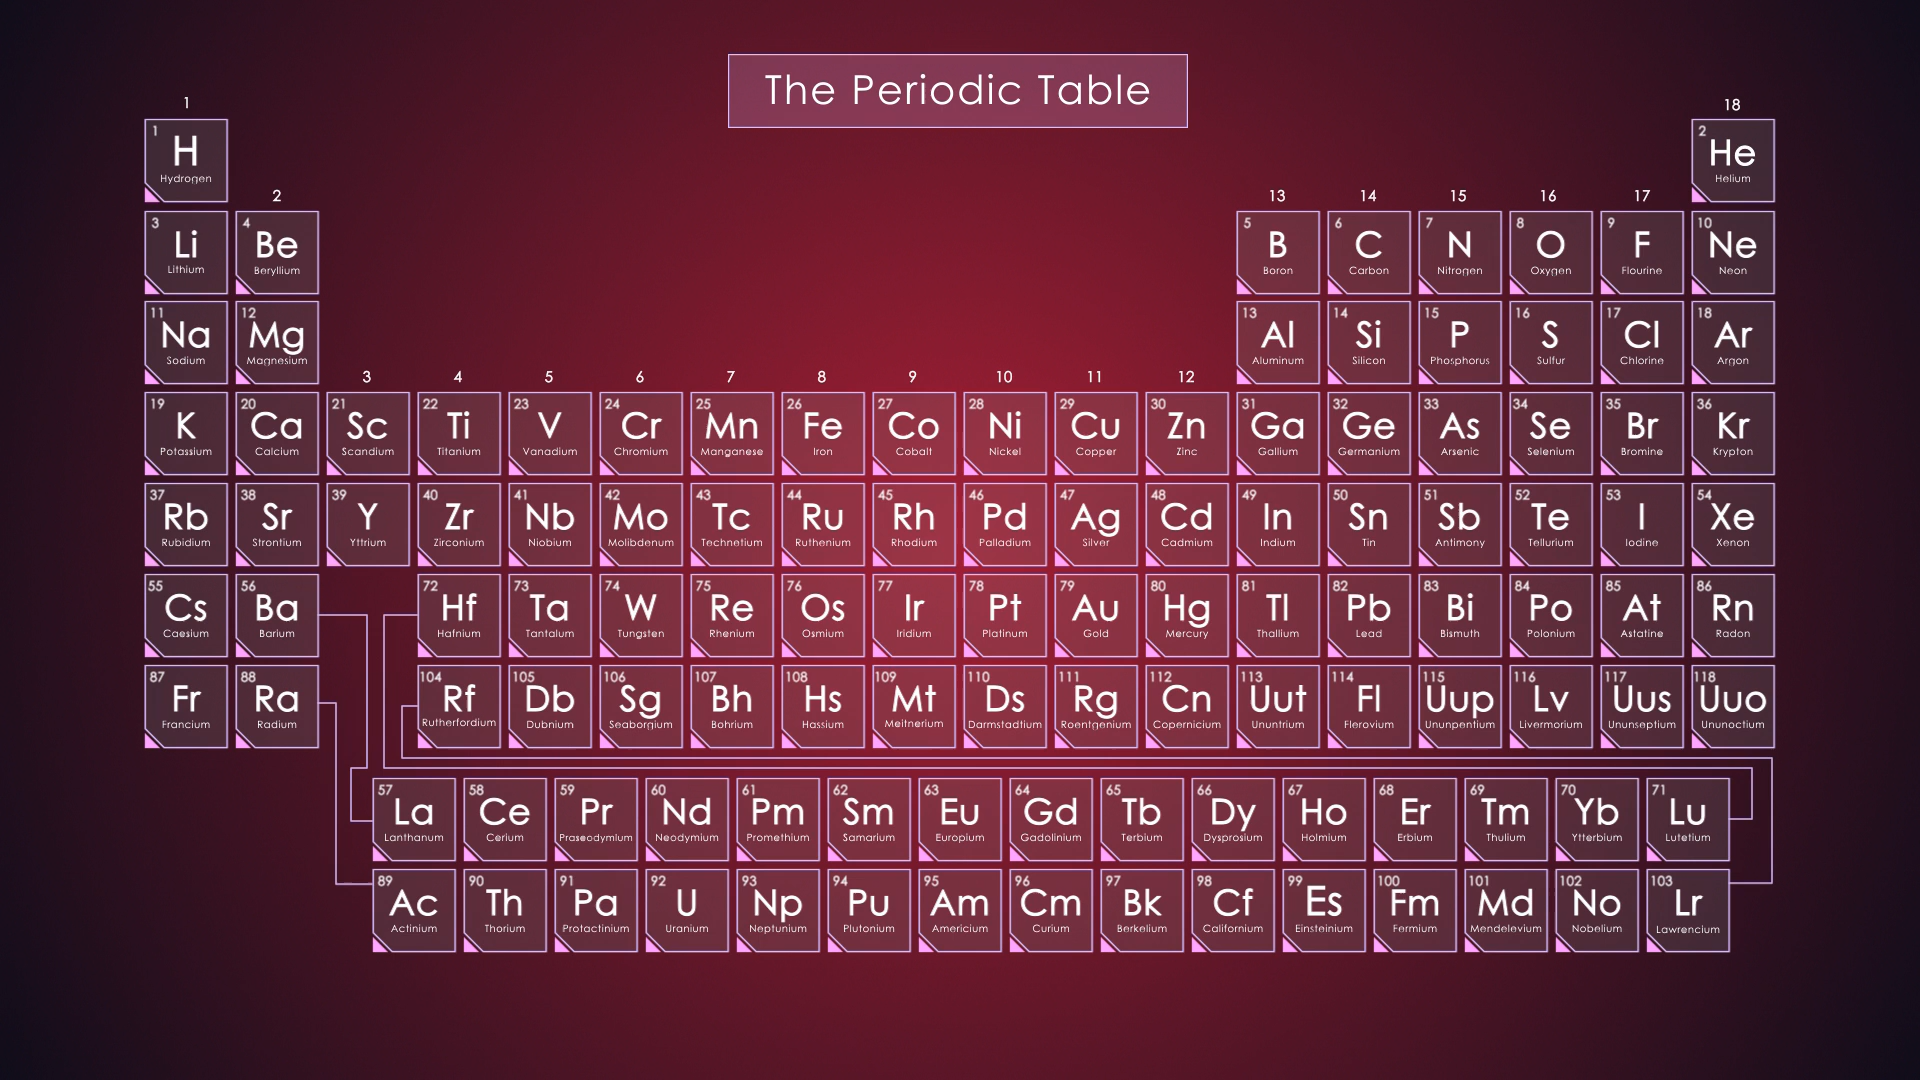 The Periodic Table
1 18
1 H Hydrogen 2 He Helium
2 13 14 15 16 17
3 Li Lithium 4 Be Beryllium 5 B Boron 6 C Carbon 7 N Nitrogen 8 O Oxygen 9 F Flourine 10 Ne Neon
11 Na Sodium 12 Mg Magnesium 13 Al Aluminum 14 Si Silicon 15 P Phosphorus 16 S Sulfur 17 Cl Chlorine 18 Ar Argon
3 4 5 6 7 8 9 10 11 12
19 K Potassium 20 Ca Calcium 21 Sc Scandium 22 Ti Titanium 23 V Vanadium 24 Cr Chromium 25 Mn Manganese 26 Fe Iron 27 Co Cobalt 28 Ni Nickel 29 Cu Copper 30 Zn Zinc 31 Ga Gallium 32 Ge Germanium 33 As Arsenic 34 Se Selenium 35 Br Bromine 36 Kr Krypton
37 Rb Rubidium 38 Sr Strontium 39 Y Yttrium 40 Zr Zirconium 41 Nb Niobium 42 Mo Molibdenum 43 Tc Technetium 44 Ru Ruthenium 45 Rh Rhodium 46 Pd Palladium 47 Ag Silver 48 Cd Cadmium 49 In Indium 50 Sn Tin 51 Sb Antimony 52 Te Tellurium 53 I Iodine 54 Xe Xenon
55 Cs Caesium 56 Ba Barium 72 Hf Hafnium 73 Ta Tantalum 74 W Tungsten 75 Re Rhenium 76 Os Osmium 77 Ir Iridium 78 Pt Platinum 79 Au Gold 80 Hg Mercury 81 Tl Thallium 82 Pb Lead 83 Bi Bismuth 84 Po Polonium 85 At Astatine 86 Rn Radon
87 Fr Francium 88 Ra Radium 104 Rf Rutherfordium 105 Db Dubnium 106 Sg Seaborgium 107 Bh Bohrium 108 Hs Hassium 109 Mt Meitnerium 110 Ds Darmstadtium 111 Rg Roentgenium 112 Cn Copernicium 113 Uut Ununtrium 114 Fl Flerovium 115 Uup Ununpentium 116 Lv Livermorium 117 Uus Ununseptium 118 Uuo Ununoctium
57 La Lanthanum 58 Ce Cerium 59 Pr Praseodymium 60 Nd Neodymium 61 Pm Promethium 62 Sm Samarium 63 Eu Europium 64 Gd Gadolinium 65 Tb Terbium 66 Dy Dysprosium 67 Ho Holmium 68 Er Erbium 69 Tm Thulium 70 Yb Ytterbium 71 Lu Lutetium
89 Ac Actinium 90 Th Thorium 91 Pa Protactinium 92 U Uranium 93 Np Neptunium 94 Pu Plutonium 95 Am Americium 96 Cm Curium 97 Bk Berkelium 98 Cf Californium 99 Es Einsteinium 100 Fm Fermium 101 Md Mendelevium 102 No Nobelium 103 Lr Lawrencium